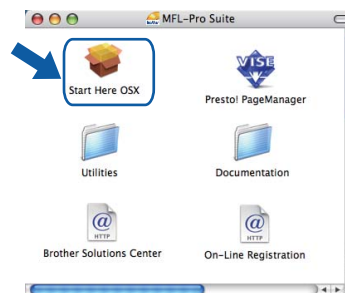 MFL-Pro Suite
VISE
Start Here OSX
Presto! PageManager
Utilities
Documentation
@
HTTP
@
HTTP
Brother Solutions Center
On-Line Registration